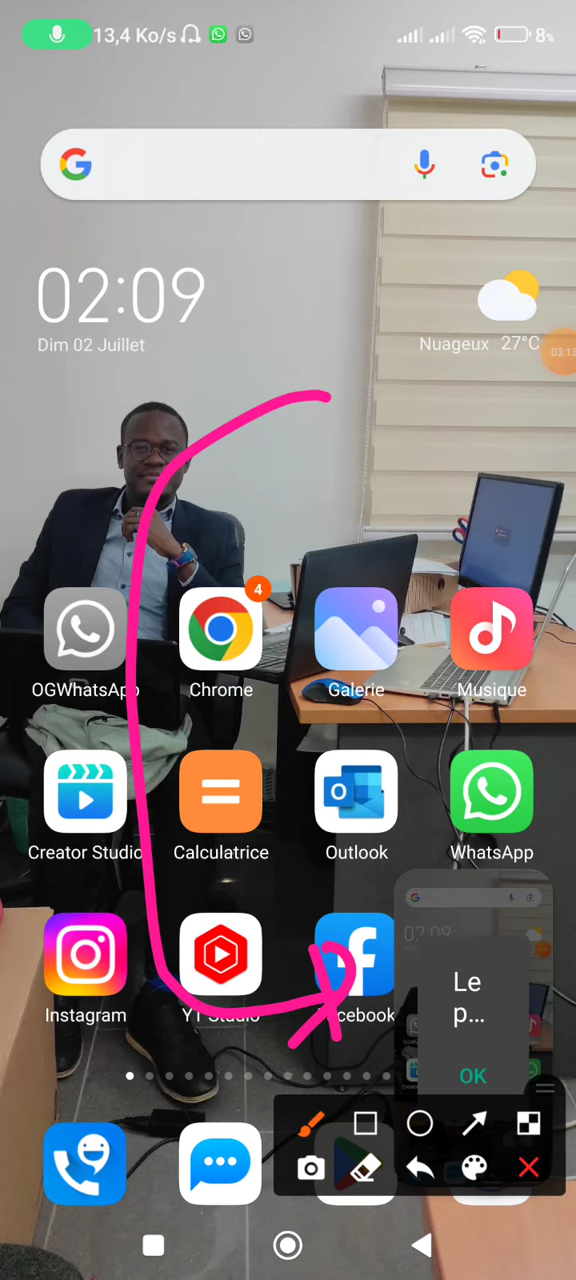 13,4 Ko/s
8%
02:09
Dim 02 Juillet
Nuageux 27°C
03:13
4
OGWhatsApp
Chrome
Galerie
Musique
Creator Studio
Calculatrice
Outlook
WhatsApp
Instagram
YT Studio
Facebook
02:09
Le
p...
OK